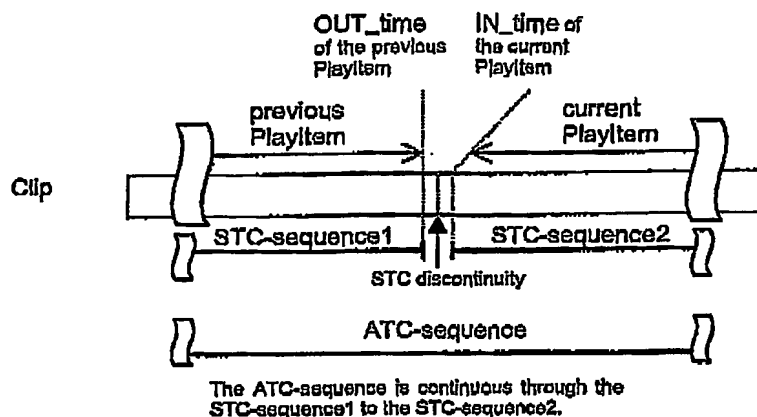 OUT_time
of the previous
PlayItem
IN_time of
the current
PlayItem
previous
PlayItem
current
PlayItem
Clip
STC-sequence1
STC-sequence2
STC discontinuity
ATC-sequence
The ATC-sequence is continuous through the
STC-sequence1 to the STC-sequence2.